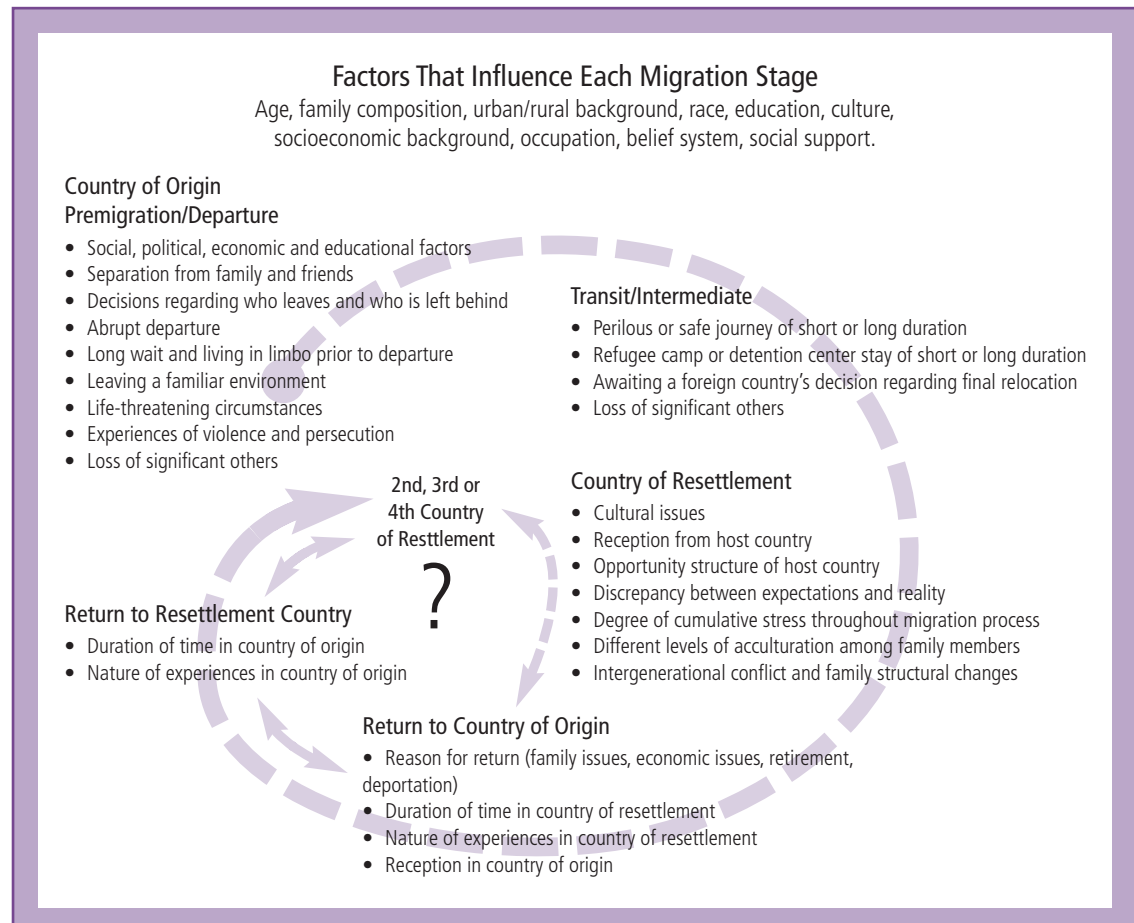 Factors That Influence Each Migration Stage
Age, family composition, urban/rural background, race, education, culture,
socioeconomic background, occupation, belief system, social support.
Country of Origin
Premigration/Departure
• Social, political, economic and educational factors
• Separation from family and friends
• Decisions regarding who leaves and who is left behind
• Abrupt departure
• Long wait and living in limbo prior to departure
• Leaving a familiar environment
• Life-threatening circumstances
• Experiences of violence and persecution
• Loss of significant others
Transit/Intermediate
• Perilous or safe journey of short or long duration
• Refugee camp or detention center stay of short or long duration
• Awaiting a foreign country's decision regarding final relocation
• Loss of significant others
Country of Resettlement
• Cultural issues
• Reception from host country
• Opportunity structure of host country
• Discrepancy between expectations and reality
• Degree of cumulative stress throughout migration process
• Different levels of acculturation among family members
• Intergenerational conflict and family structural changes
2nd, 3rd or
4th Country
of Resttlement
?
Return to Resettlement Country
• Duration of time in country of origin
• Nature of experiences in country of origin
Return to Country of Origin
• Reason for return (family issues, economic issues, retirement,
deportation)
• Duration of time in country of resettlement
• Nature of experiences in country of resettlement
• Reception in country of origin